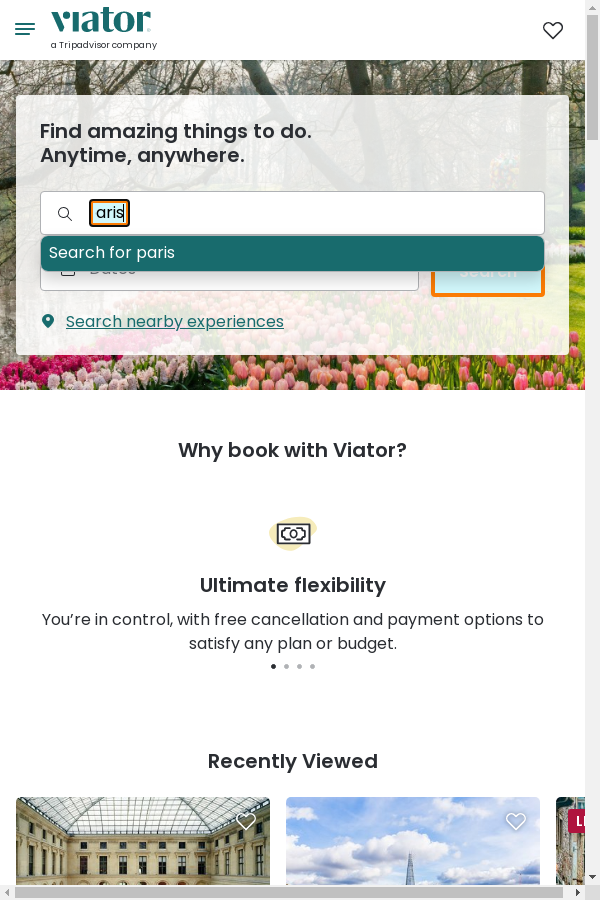 viator
a Tripadvisor company
Find amazing things to do.
Anytime, anywhere.
aris
Search for paris
Dates
Search
Search nearby experiences
Why book with Viator?
Ultimate flexibility
You're in control, with free cancellation and payment options to
satisfy any plan or budget.
Recently Viewed